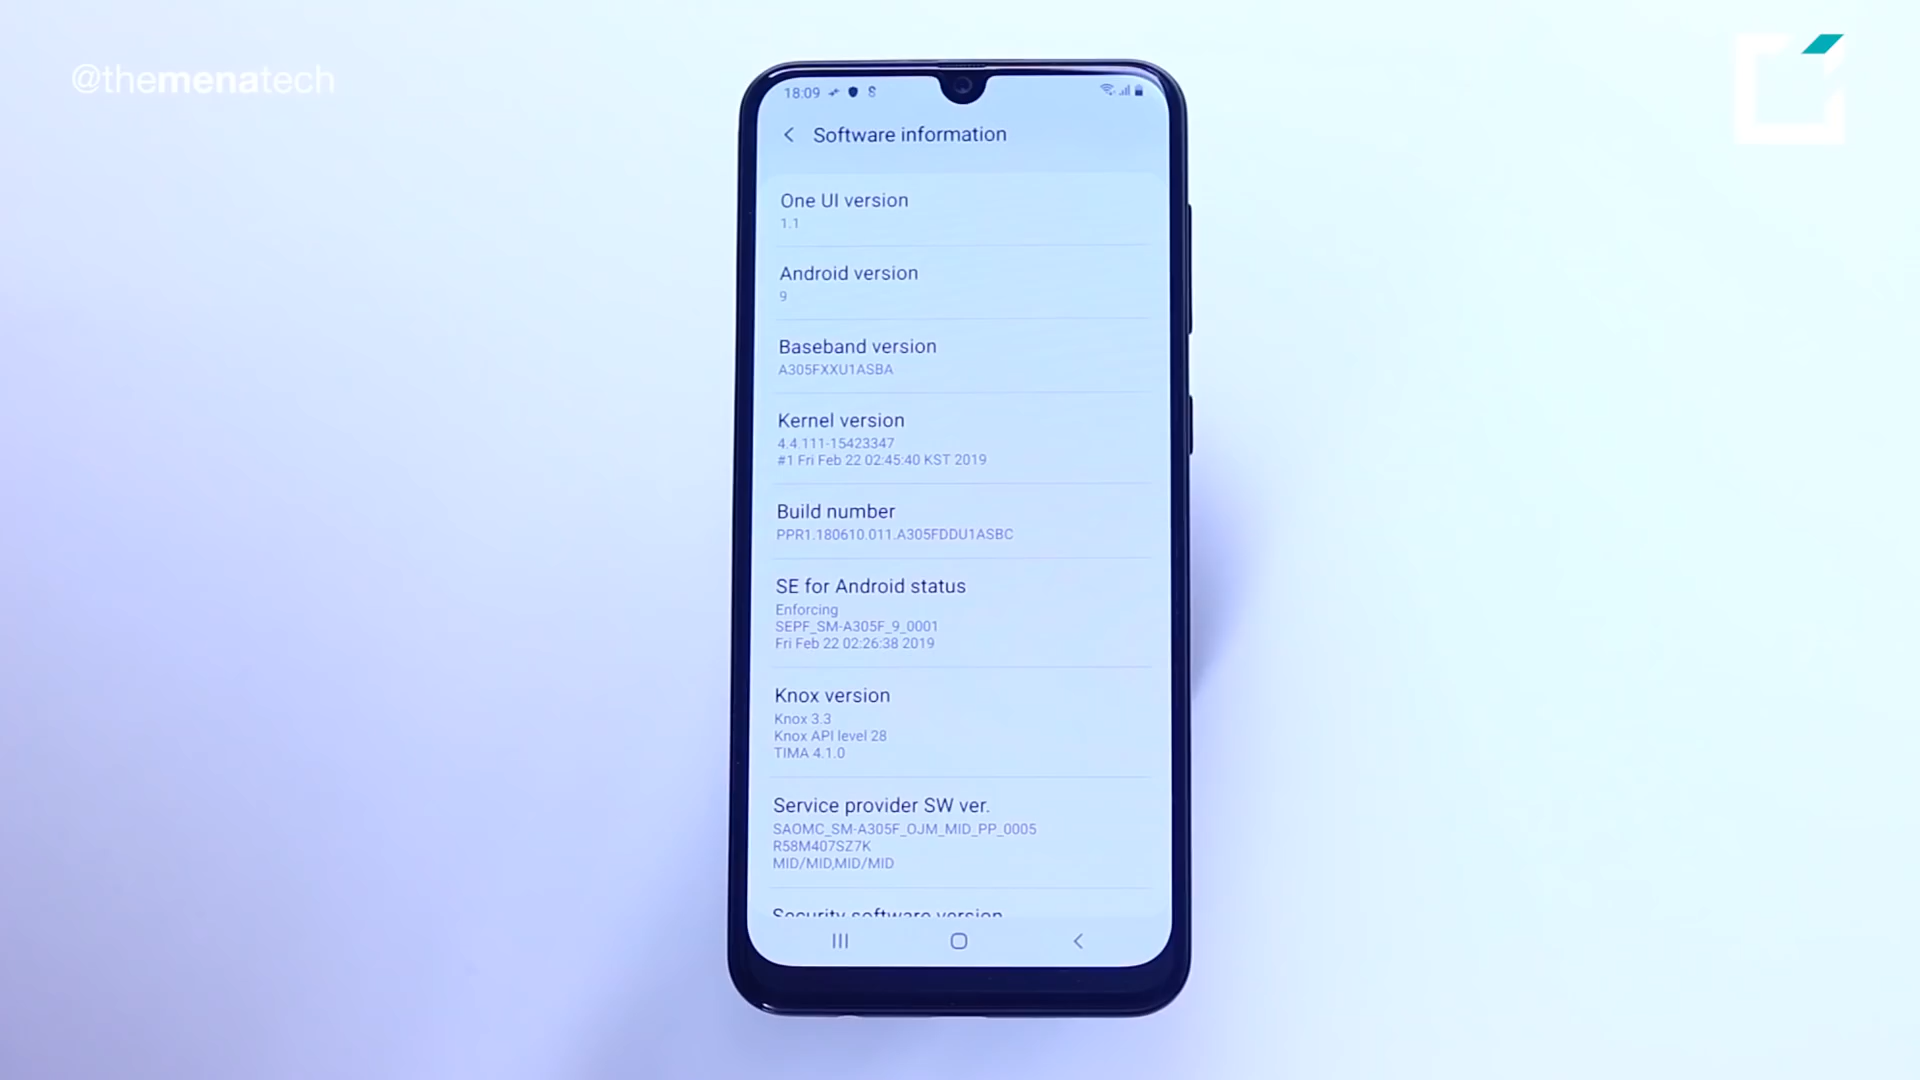 @themenatech
18:09
Software information
One UI version
1.1
Android version
9
Baseband version
A305FXXU1ASBA
Kernel version
4.4.111-15423347
#1 Fri Feb 22 02:45:40 KST 2019
Build number
PPR1.180610.011.A305FDDU1ASBC
SE for Android status
Enforcing
SEPF_SM-A305F_9_0001
Fri Feb 22 02:26:38 2019
Knox version
Knox 3.3
Knox API level 28
TIMA 4.1.0
Service provider SW ver.
SAOMC_SM-A305F_OJM_MID_PP_0005
R58M407SZ7K
MID/MID,MID/MID
Security software version